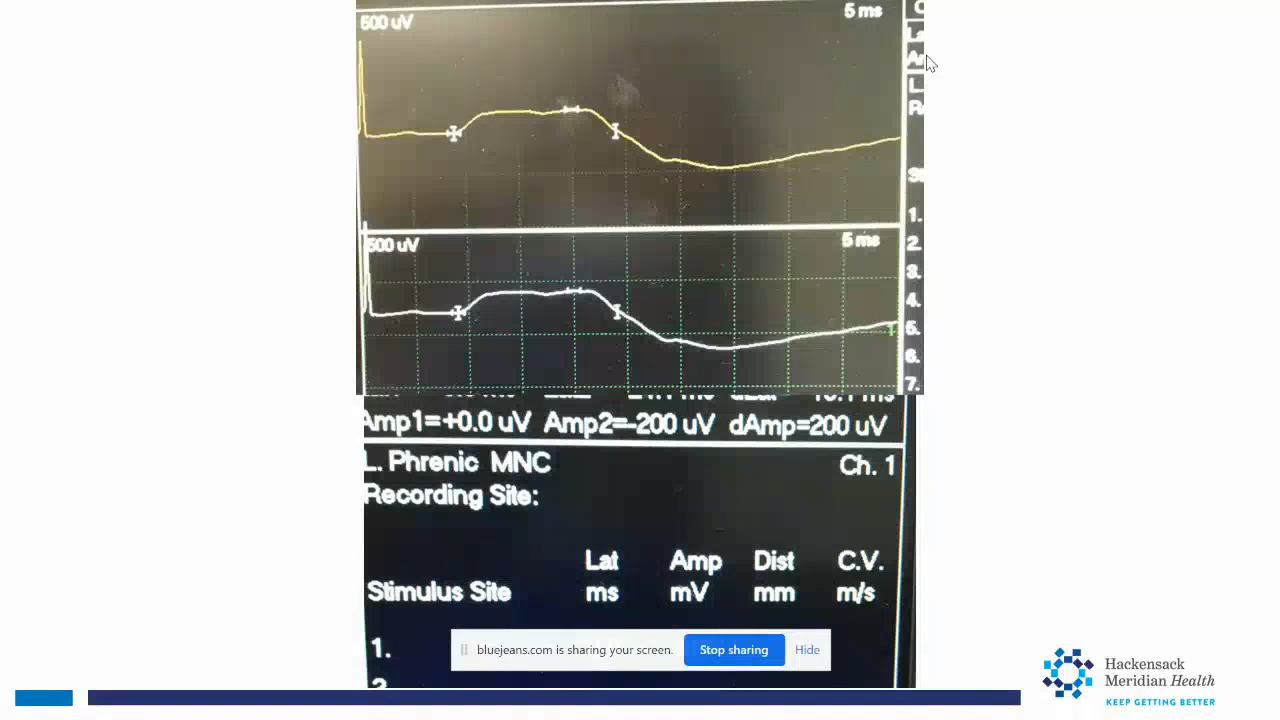 500 uV
5 ms
500 uV
5 ms
1.
2.
3.
4.
5.
6.
7.
Amp1=+0.0 uV Amp2=-200 uV dAmp=200 uV
L. Phrenic MNC
Ch. 1
Recording Site:
Lat Amp Dist C.V.
Stimulus Site ms mV mm m/s
1.
bluejeans.com is sharing your screen. Stop sharing Hide
2
Hackensack
Meridian Health
KEEP GETTING BETTER